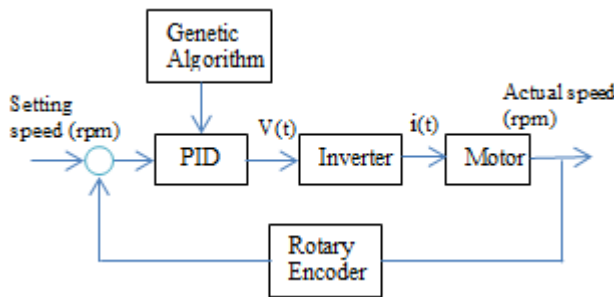 Genetic
Algorithm
Setting
speed (rpm)
Actual speed
(rpm)
V(t)
i(t)
PID
Inverter
Motor
Rotary
Encoder